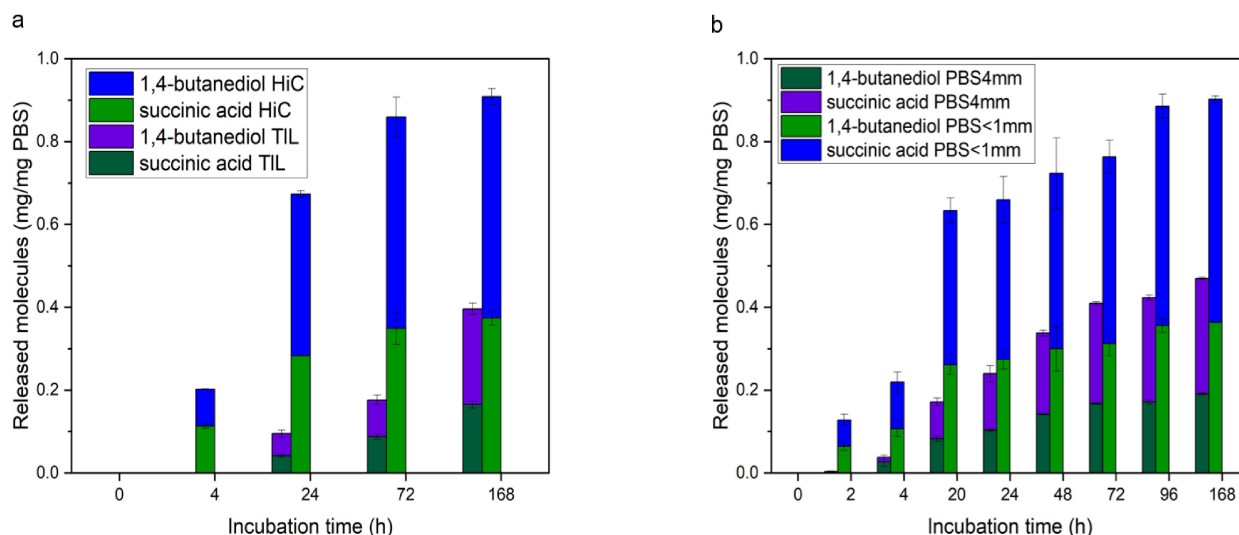 a
1.0
0.8
0.6
0.4
0.2
0.0
Released molecules (mg/mg PBS)
1,4-butanediol HiC
succinic acid HiC
1,4-butanediol TlL
succinic acid TlL
0 4 24 72 168
Incubation time (h)
b
1.0
0.8
0.6
0.4
0.2
0.0
Released molecules (mg/mg PBS)
1,4-butanediol PBS4mm
succinic acid PBS4mm
1,4-butanediol PBS<1mm
succinic acid PBS<1mm
0 2 4 20 24 48 72 96 168
Incubation time (h)